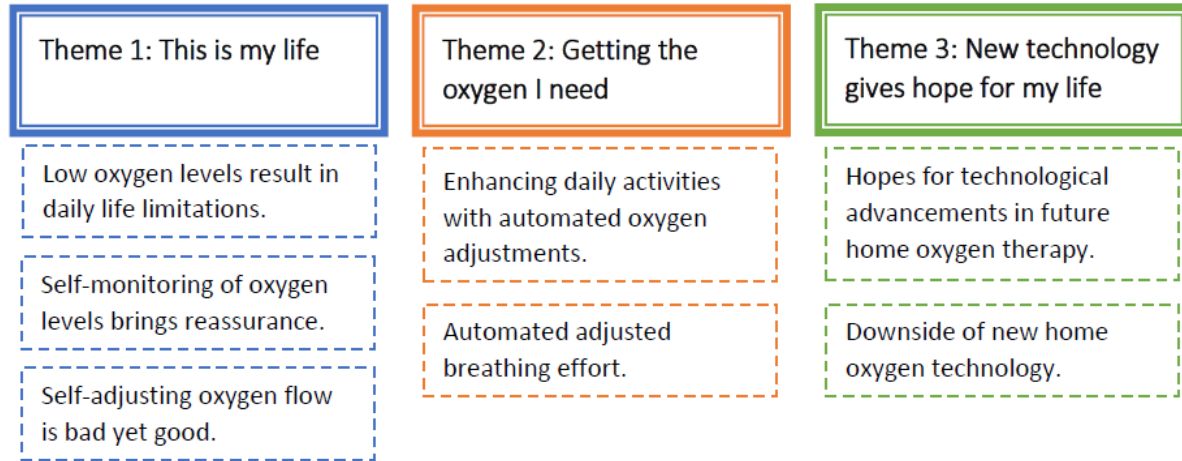 Theme 1: This is my life
Low oxygen levels result in
daily life limitations.
Self-monitoring of oxygen
levels brings reassurance.
Self-adjusting oxygen flow
is bad yet good.
Theme 2: Getting the
oxygen I need
Enhancing daily activities
with automated oxygen
adjustments.
Automated adjusted
breathing effort.
Theme 3: New technology
gives hope for my life
Hopes for technological
advancements in future
home oxygen therapy.
Downside of new home
oxygen technology.